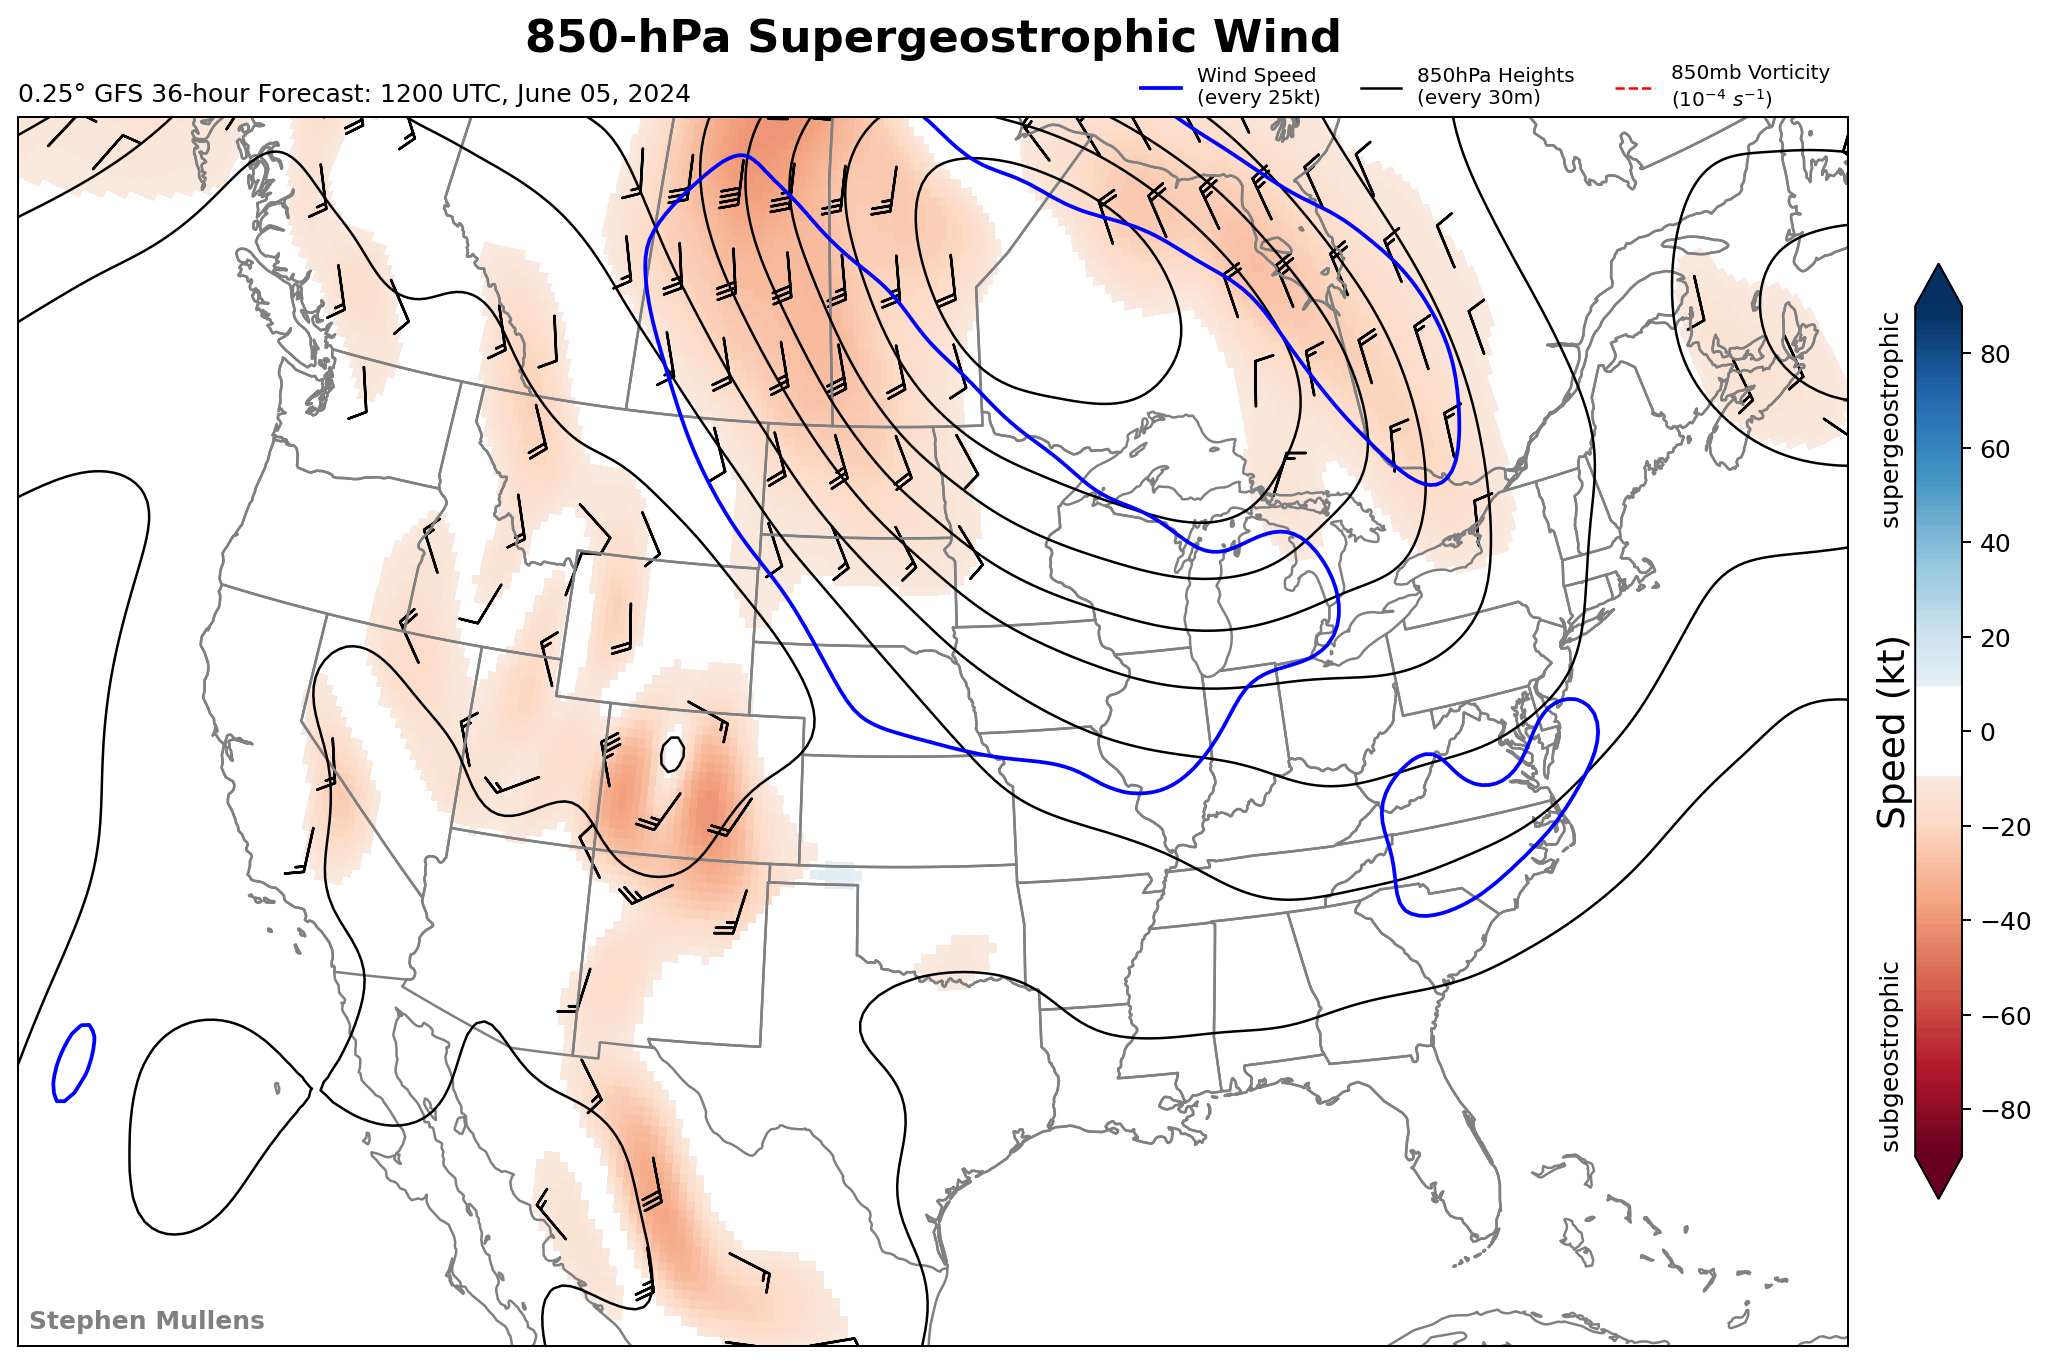 850-hPa Supergeostrophic Wind
0.25° GFS 36-hour Forecast: 1200 UTC, June 05, 2024
Wind Speed
(every 25kt)
850hPa Heights
(every 30m)
850mb Vorticity
(10⁻⁴ s⁻¹)
supergeostrophic
Speed (kt)
subgeostrophic
80
60
40
20
0
−20
−40
−60
−80
Stephen Mullens